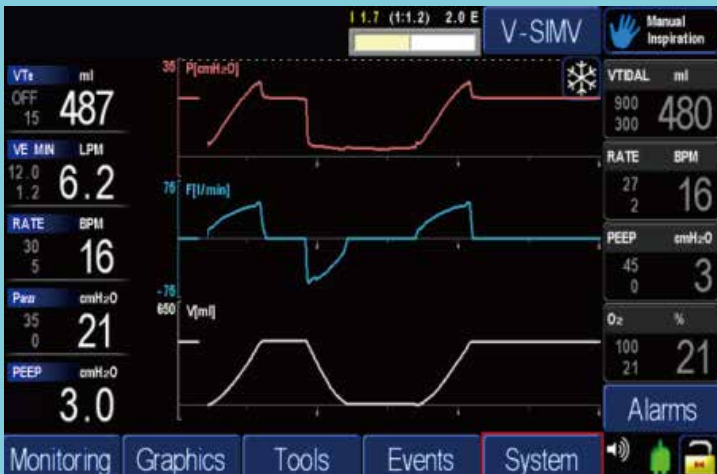 I 1.7 (1:1.2) 2.0 E
V-SIMV
Manual
Inspiration
VTe ml
OFF
15
487
VE MIN LPM
12.0
1.2
6.2
RATE BPM
30
5
16
Paw cmH2O
35
0
21
PEEP cmH2O
3.0
35 P[cmH2O]
75 F[l/min]
-75
650 V[ml]
VTIDAL ml
900
300
480
RATE BPM
27
2
16
PEEP cmH2O
45
0
3
O2 %
100
21
21
Alarms
Monitoring Graphics Tools Events System